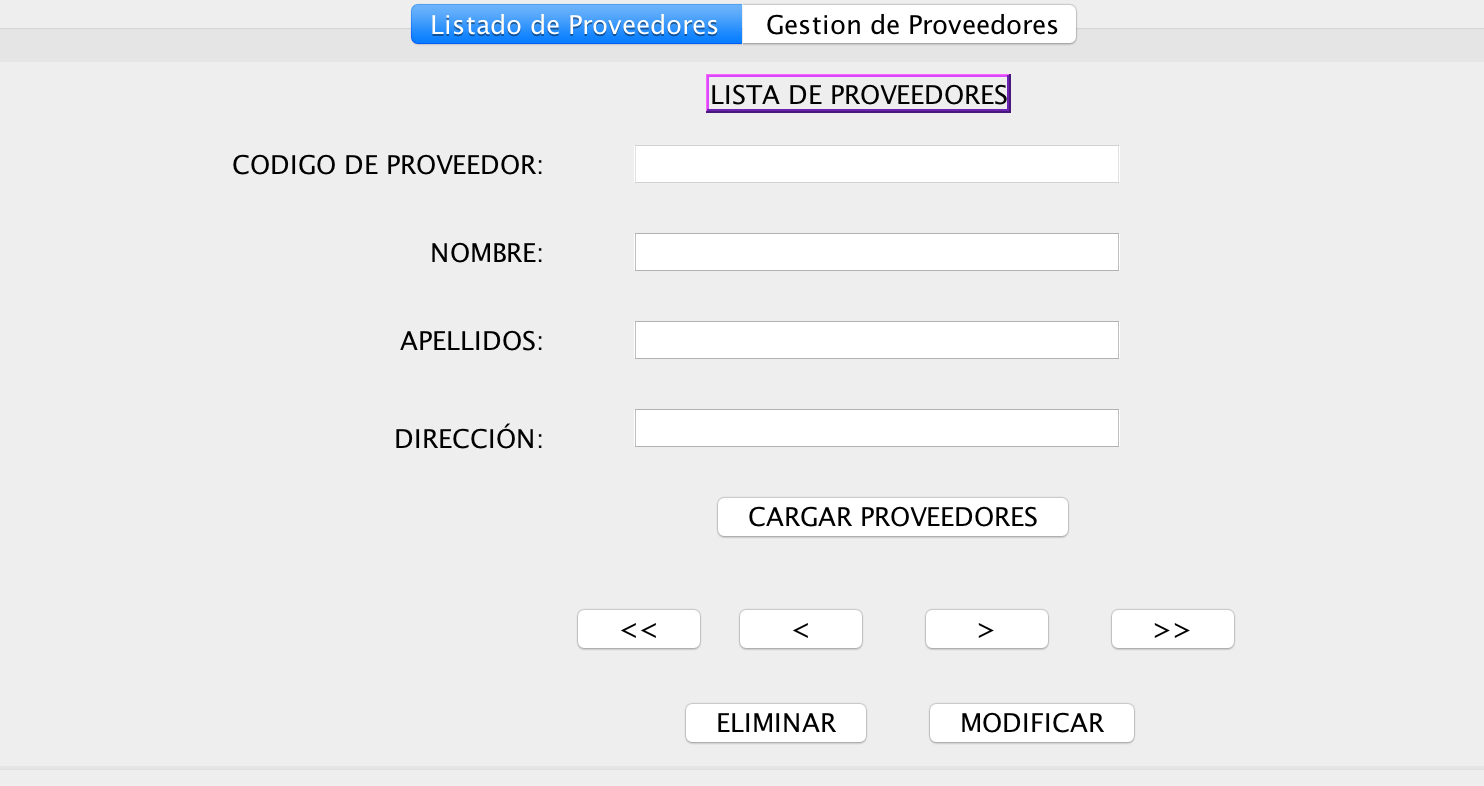 Listado de Proveedores Gestion de Proveedores
LISTA DE PROVEEDORES
CODIGO DE PROVEEDOR:
NOMBRE:
APELLIDOS:
DIRECCIÓN:
CARGAR PROVEEDORES
<< < > >>
ELIMINAR MODIFICAR